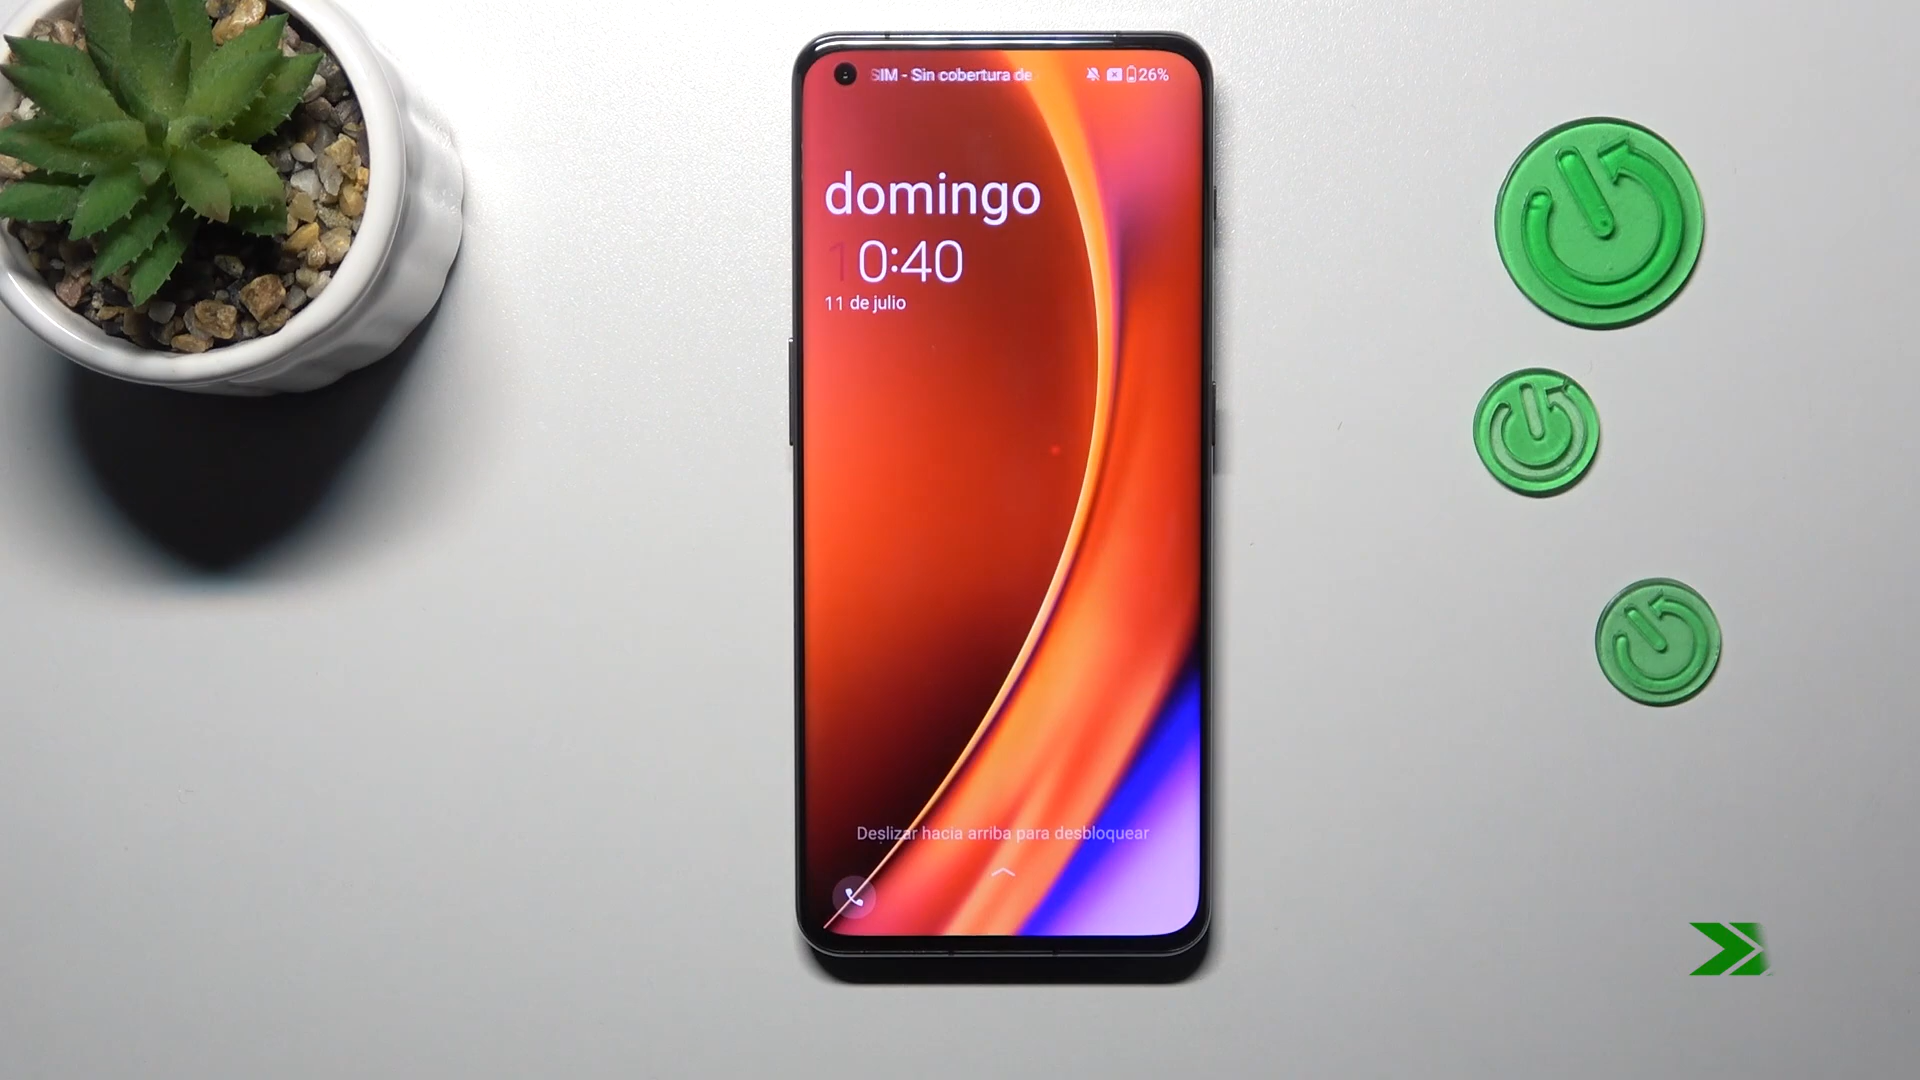 SIM - Sin cobertura de
26%
domingo
10:40
11 de julio
Deslizar hacia arriba para desbloquear